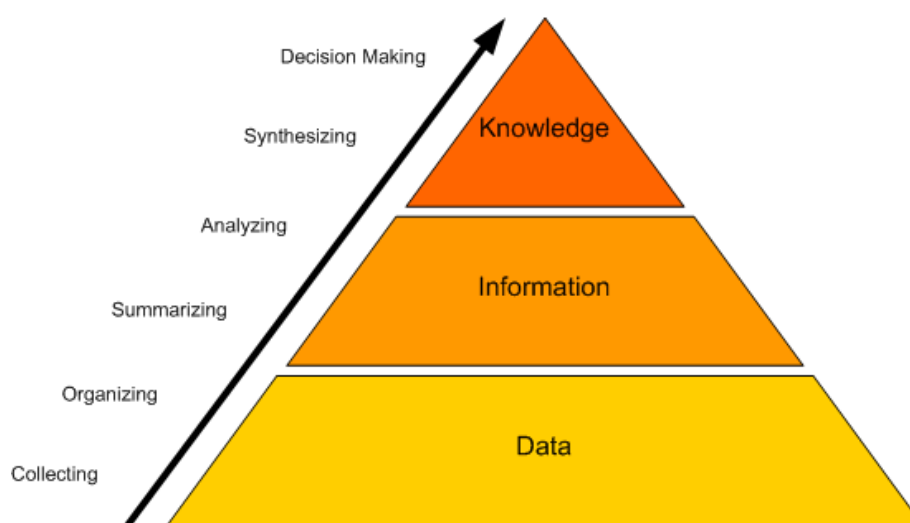 Decision Making
Knowledge
Synthesizing
Analyzing
Information
Summarizing
Organizing
Data
Collecting